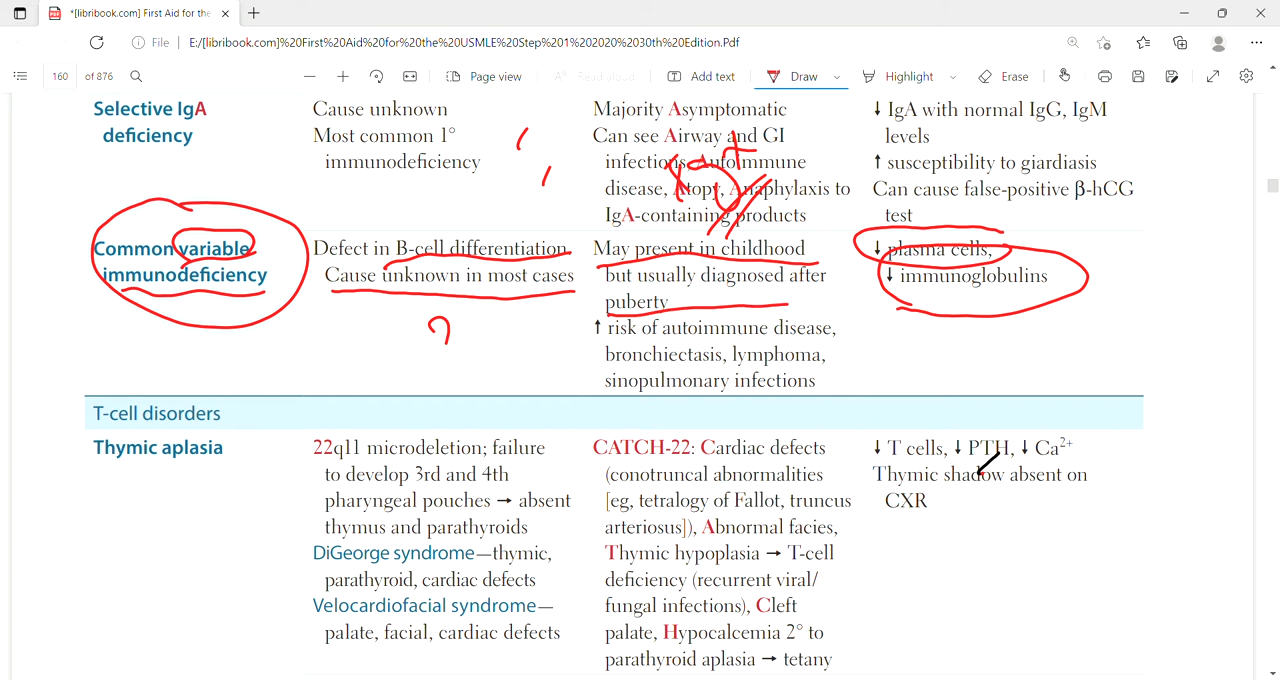 *[libribook.com] First Aid for the
File
E:/[libribook.com]%20First%20Aid%20for%20the%20USMLE%20Step%201%202020%2030th%20Edition.Pdf
160 of 876
Page view
Read aloud
Add text
Draw
Highlight
Erase
Selective IgA
deficiency
Cause unknown
Most common 1°
immunodeficiency
Majority Asymptomatic
Can see Airway and GI
infections, Autoimmune
disease, Atopy, Anaphylaxis to
IgA-containing products
↓ IgA with normal IgG, IgM
levels
↑ susceptibility to giardiasis
Can cause false-positive β-hCG
test
Common variable
immunodeficiency
Defect in B-cell differentiation.
Cause unknown in most cases
?
May present in childhood
but usually diagnosed after
puberty
↑ risk of autoimmune disease,
bronchiectasis, lymphoma,
sinopulmonary infections
↓ plasma cells,
↓ immunoglobulins
T-cell disorders
Thymic aplasia
22q11 microdeletion; failure
to develop 3rd and 4th
pharyngeal pouches → absent
thymus and parathyroids
DiGeorge syndrome—thymic,
parathyroid, cardiac defects
Velocardiofacial syndrome—
palate, facial, cardiac defects
CATCH-22: Cardiac defects
(conotruncal abnormalities
[eg, tetralogy of Fallot, truncus
arteriosus]), Abnormal facies,
Thymic hypoplasia → T-cell
deficiency (recurrent viral/
fungal infections), Cleft
palate, Hypocalcemia 2° to
parathyroid aplasia → tetany
↓ T cells, ↓ PTH, ↓ Ca²⁺
Thymic shadow absent on
CXR